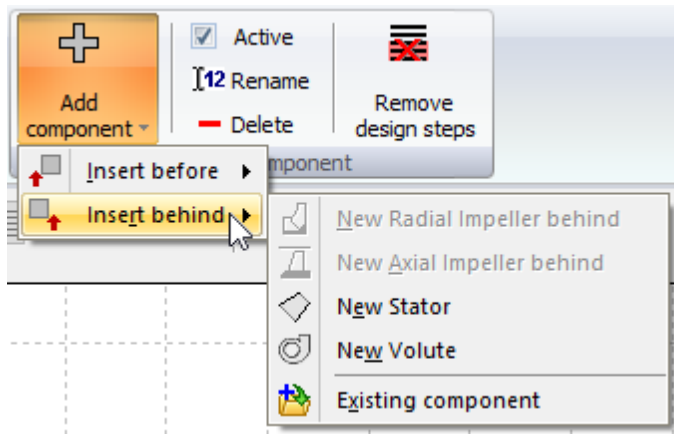 Active
12 Rename
Add
component
Delete
Remove
design steps
mponent
Insert before
Insert behind
New Radial Impeller behind
New Axial Impeller behind
New Stator
New Volute
Existing component